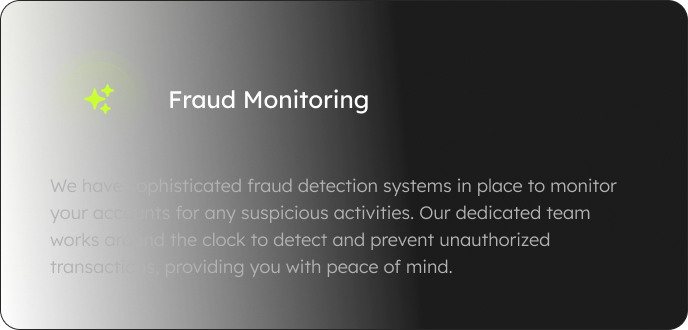 Fraud Monitoring
We have sophisticated fraud detection systems in place to monitor
your accounts for any suspicious activities. Our dedicated team
works around the clock to detect and prevent unauthorized
transactions, providing you with peace of mind.